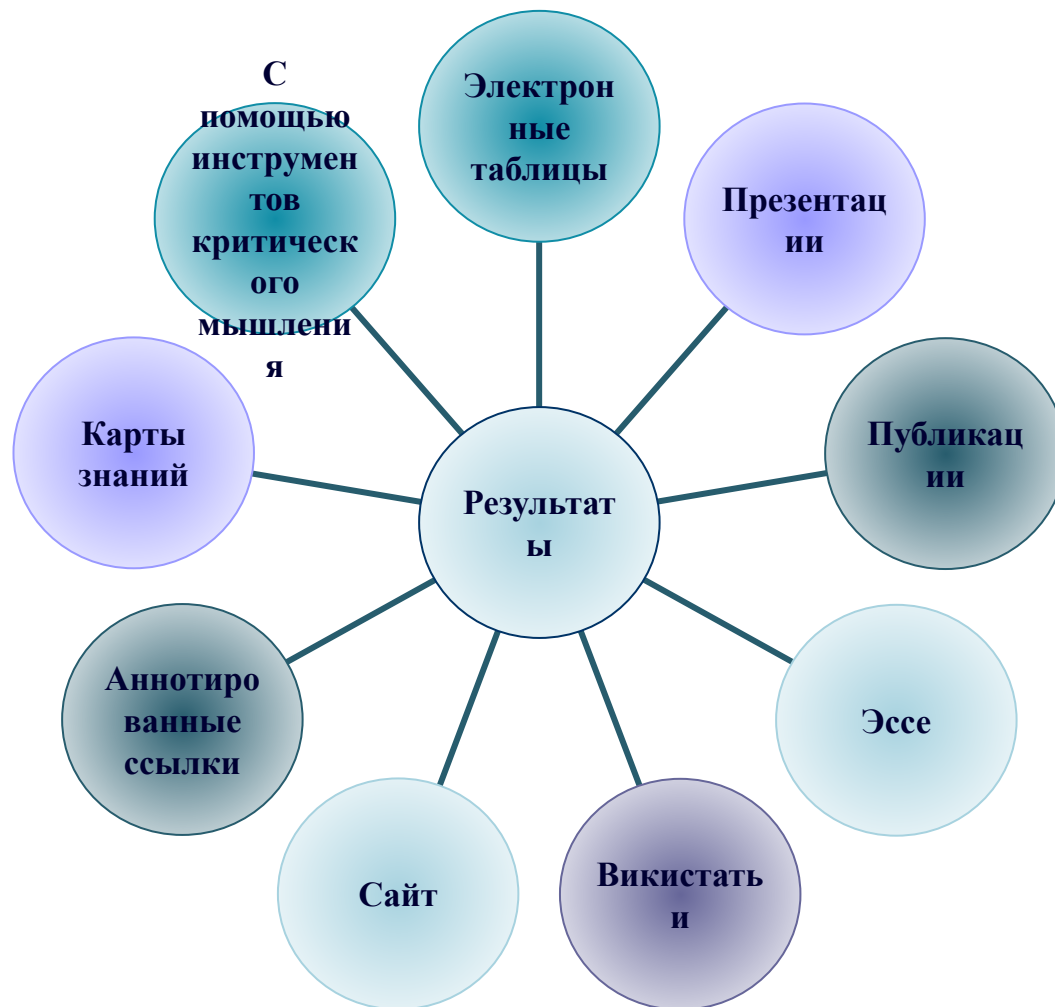 С
помощью
инструмен
тов
критическ
ого
мышлени
я
Электрон
ные
таблицы
Презентац
ии
Публикац
ии
Эссе
Викистать
и
Сайт
Аннотиро
ванные
ссылки
Карты
знаний
Результат
ы